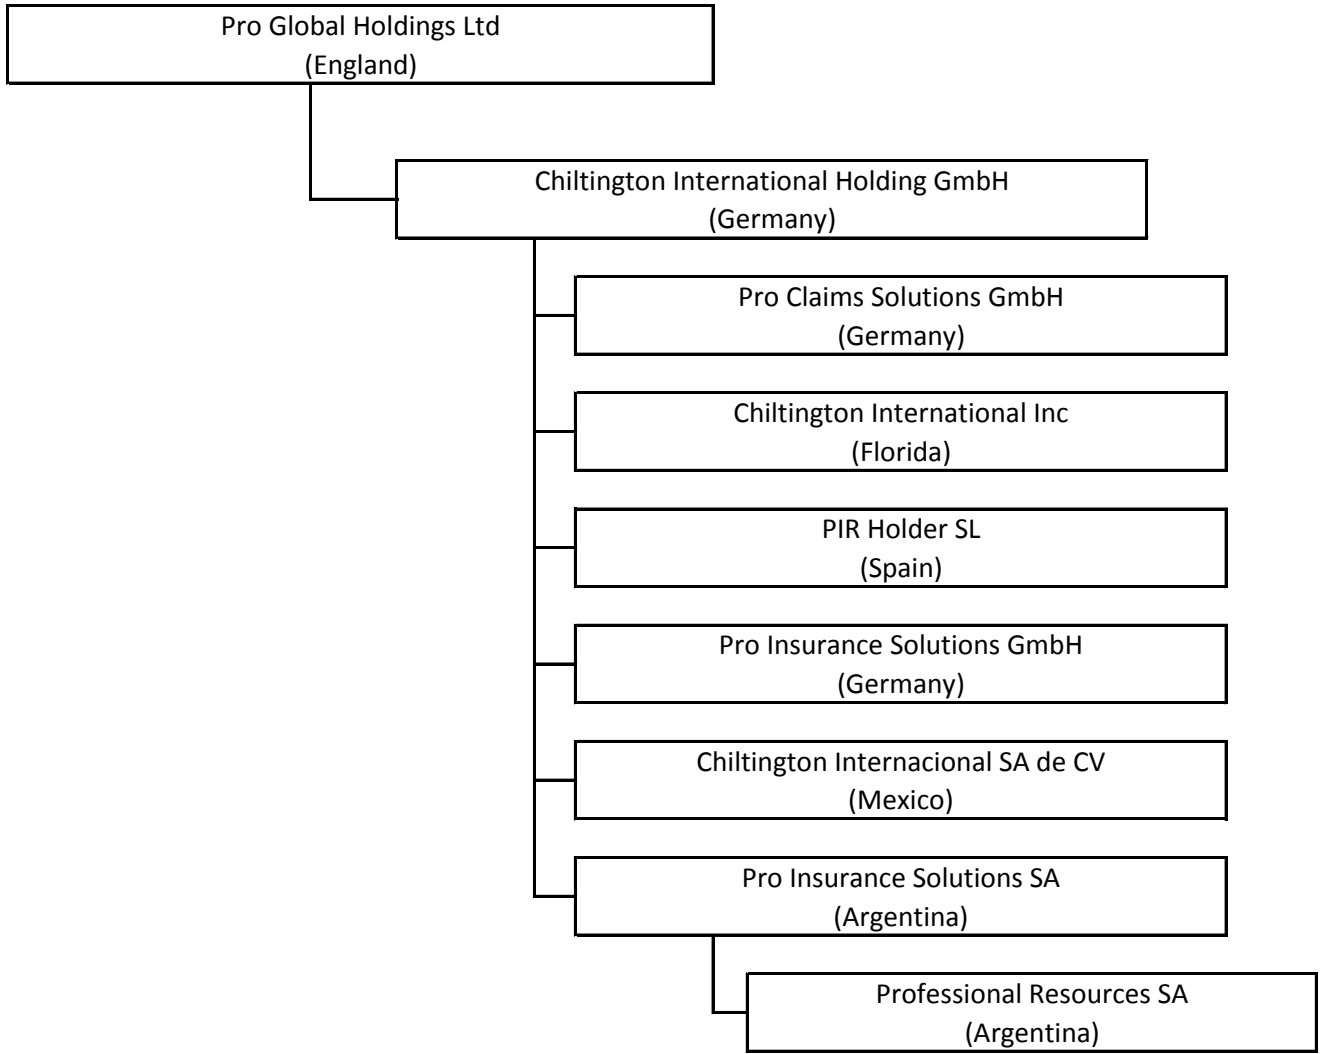 Pro Global Holdings Ltd
(England)
Chiltington International Holding GmbH
(Germany)
Pro Claims Solutions GmbH
(Germany)
Chiltington International Inc
(Florida)
PIR Holder SL
(Spain)
Pro Insurance Solutions GmbH
(Germany)
Chiltington Internacional SA de CV
(Mexico)
Pro Insurance Solutions SA
(Argentina)
Professional Resources SA
(Argentina)